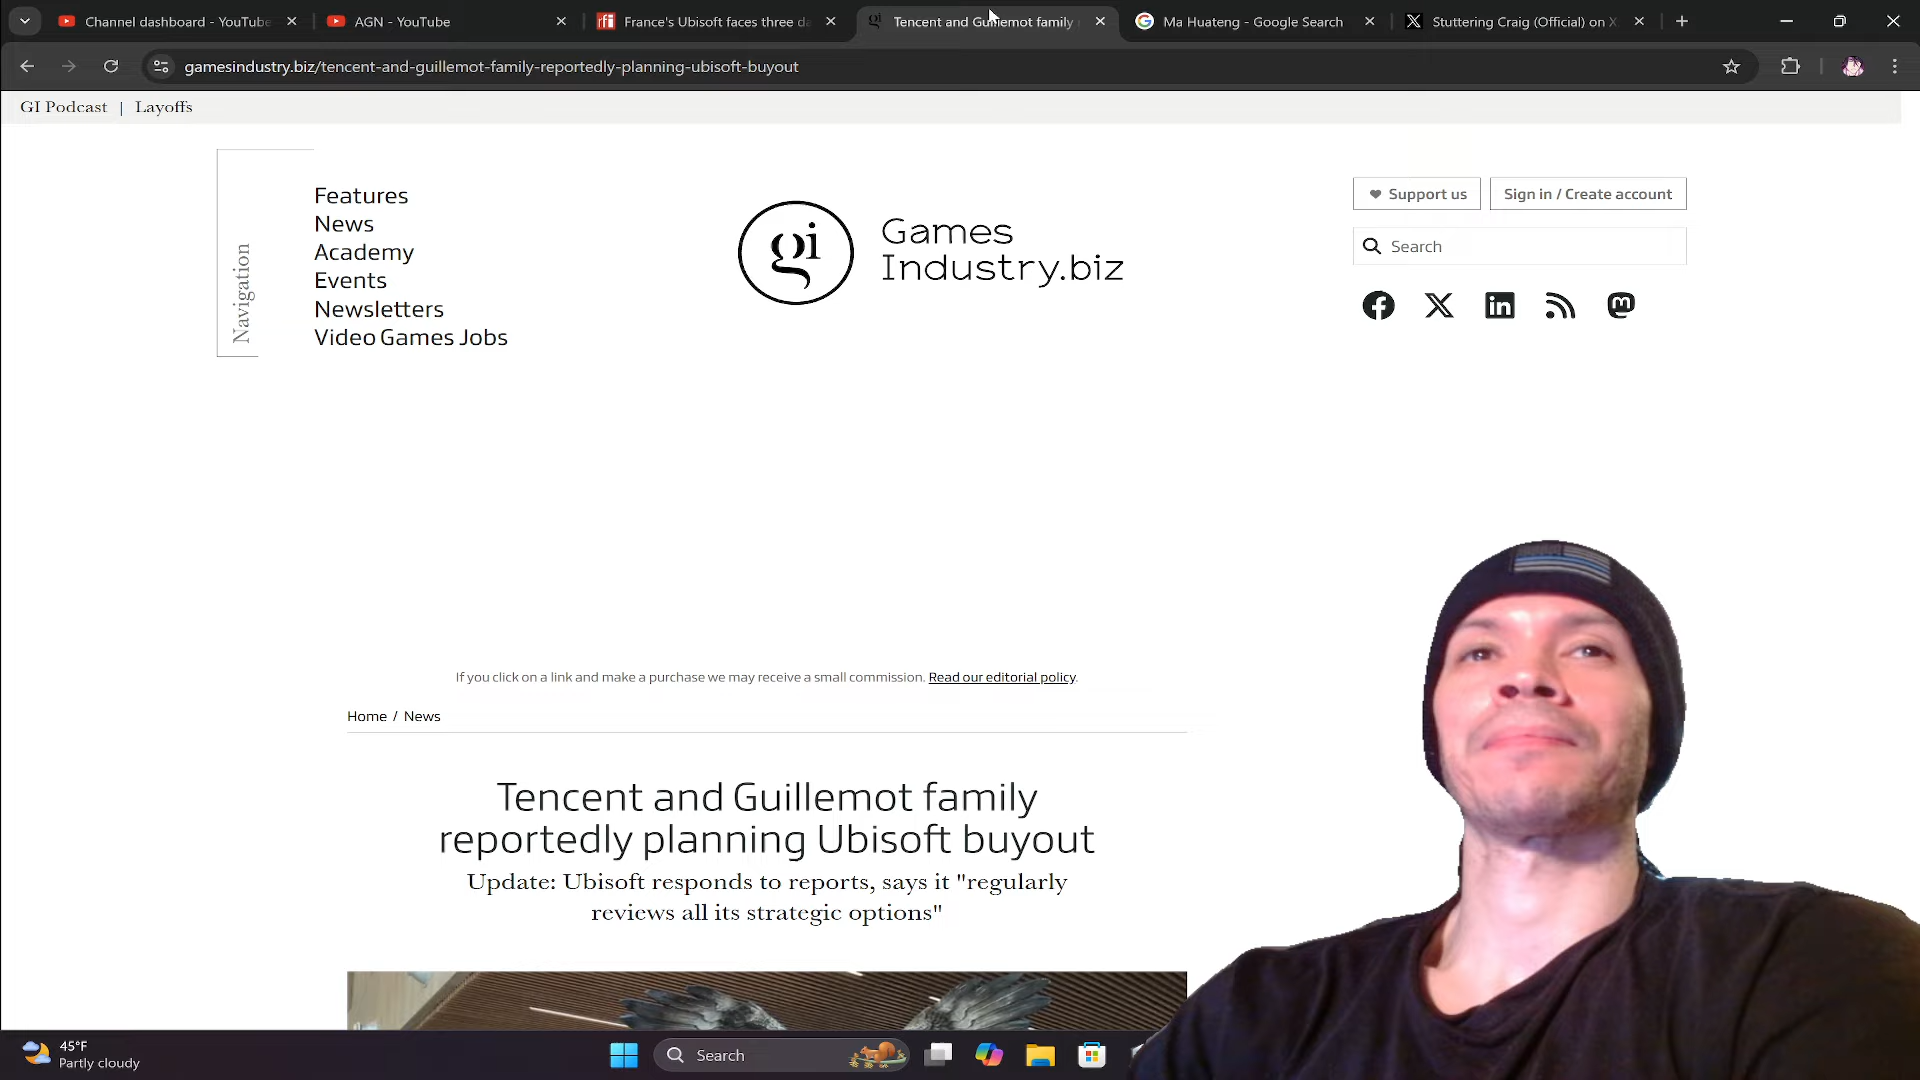 Channel dashboard - YouTube
AGN - YouTube
rfi
France's Ubisoft faces three da
gi
Tencent and Guillemot family
Ma Huateng - Google Search
Stuttering Craig (Official) on X
gamesindustry.biz/tencent-and-guillemot-family-reportedly-planning-ubisoft-buyout
GI Podcast | Layoffs
Navigation
Features
News
Academy
Events
Newsletters
Video Games Jobs
gi
Games
Industry.biz
Support us
Sign in / Create account
Search
If you click on a link and make a purchase we may receive a small commission. Read our editorial policy.
Home / News
Tencent and Guillemot family
reportedly planning Ubisoft buyout
Update: Ubisoft responds to reports, says it "regularly
reviews all its strategic options"
45°F
Partly cloudy
Search